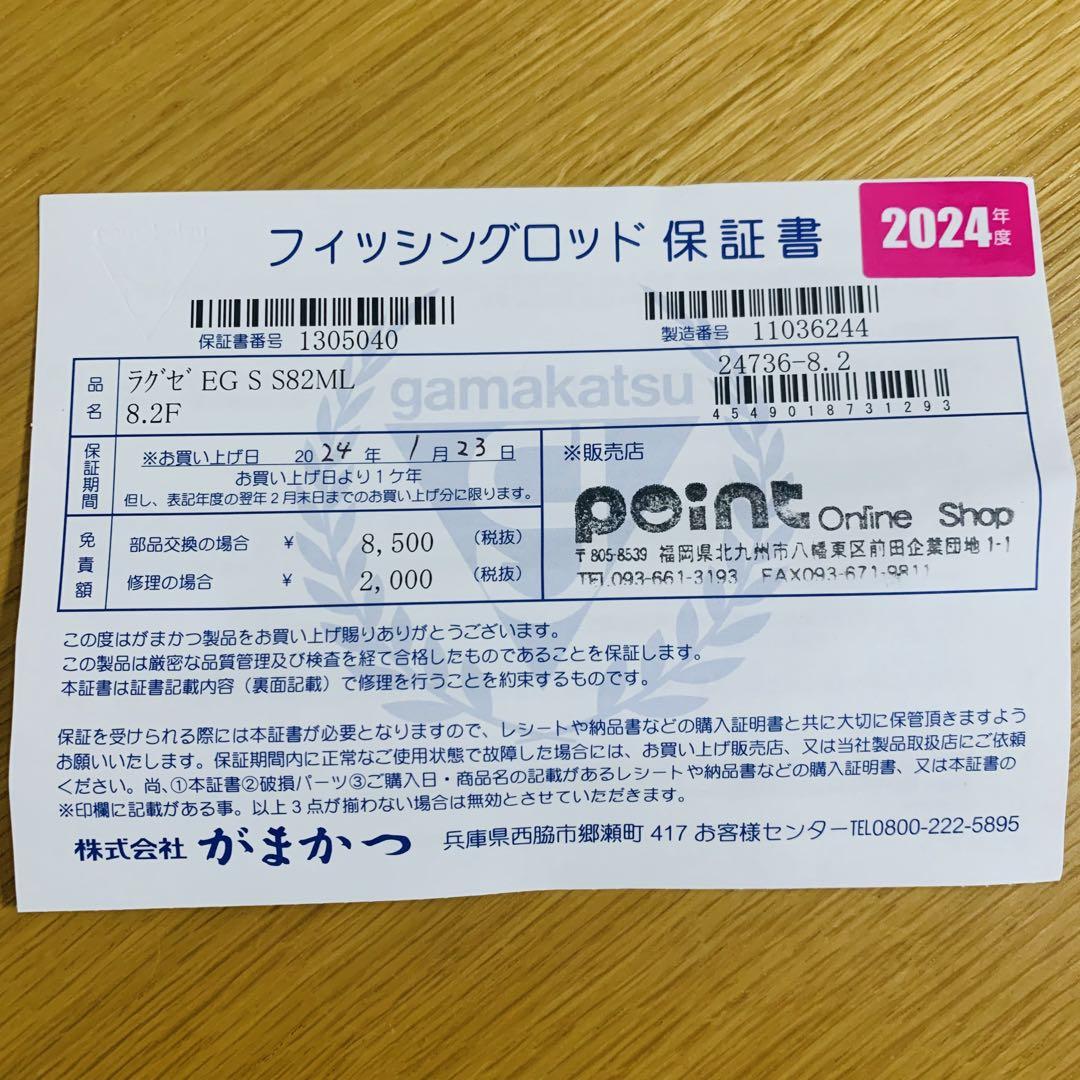 フィッシングロッド 保証書
2024年度
保証書番号 1305040
製造番号 11036244
gamakatsu
品名
ラグゼ EG S S82ML
8.2F
24736-8.2
4549018731293
保証期間
※お買い上げ日 2024年 1月 23日
お買い上げ日より1ケ年
但し、表記年度の翌年2月末日までのお買い上げ分に限ります。
※販売店
point Online Shop
〒805-8539 福岡県北九州市八幡東区前田企業団地 1-1
TEL.093-661-3193 FAX093-671-9811
免責額
部品交換の場合 ¥ 8,500 (税抜)
修理の場合 ¥ 2,000 (税抜)
この度はがまかつ製品をお買い上げ賜りありがとうございます。
この製品は厳密な品質管理及び検査を経て合格したものであることを保証します。
本証書は証書記載内容（裏面記載）で修理を行うことを約束するものです。
保証を受けられる際には本証書が必要となりますので、レシートや納品書などの購入証明書と共に大切に保管頂きますよう
お願いいたします。保証期間内に正常なご使用状態で故障した場合には、お買い上げ販売店、又は当社製品取扱店にご依頼
ください。尚、①本証書②破損パーツ③ご購入日・商品名の記載があるレシートや納品書などの購入証明書、又は本証書の
※印欄に記載がある事。以上3点が揃わない場合は無効とさせていただきます。
株式会社 がまかつ 兵庫県西脇市郷瀬町 417 お客様センターTEL0800-222-5895